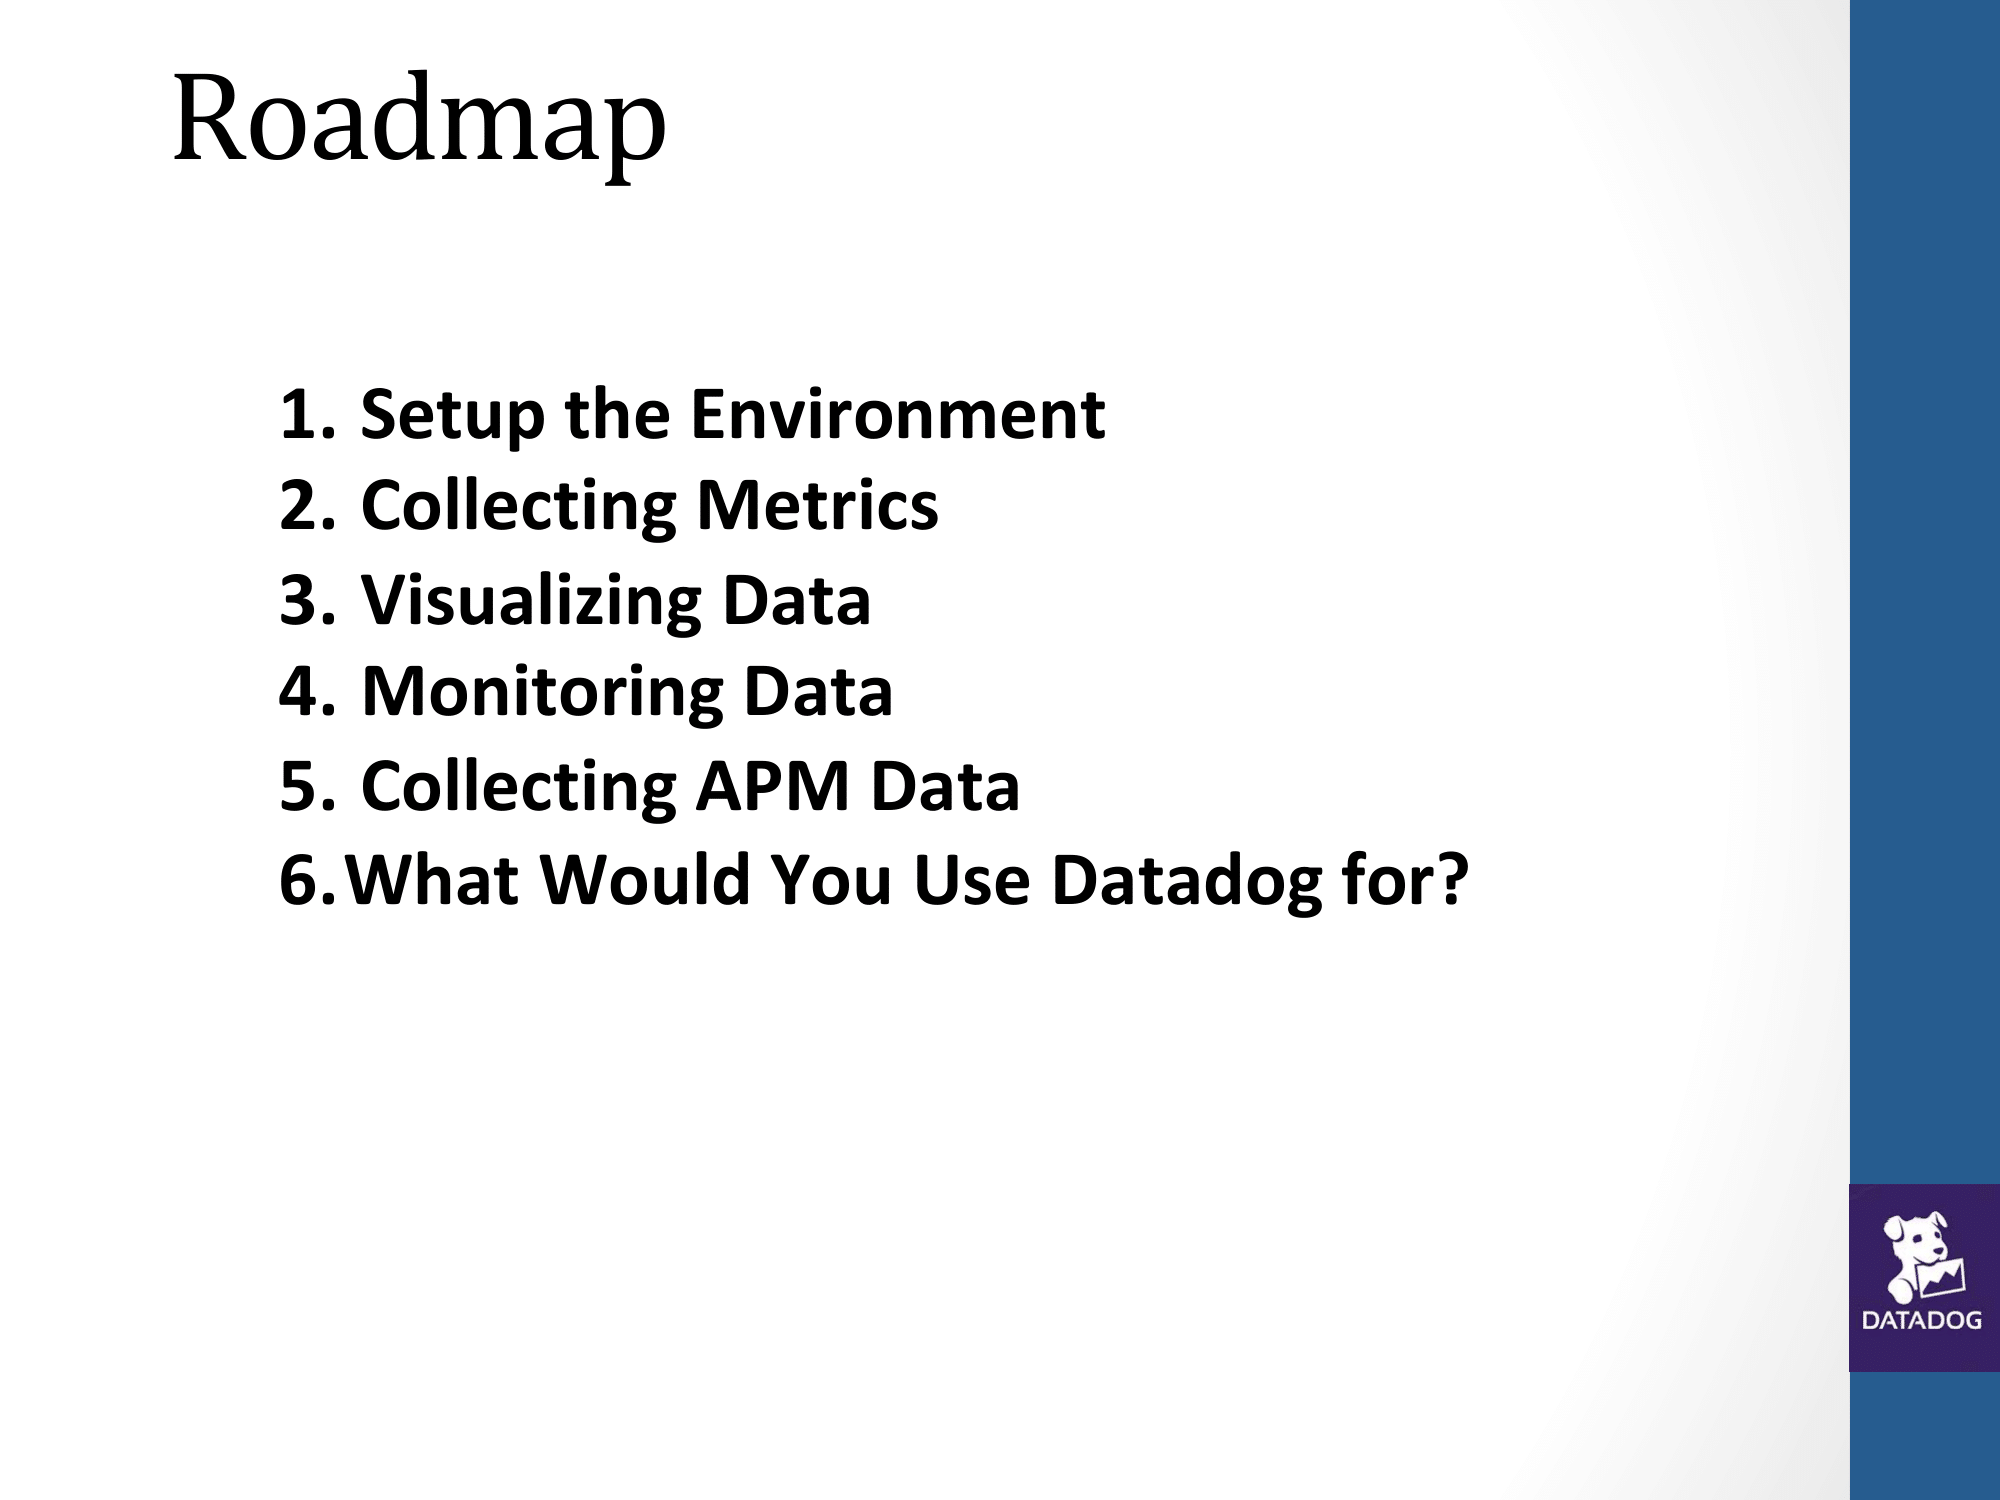 Roadmap
1. Setup the Environment
2. Collecting Metrics
3. Visualizing Data
4. Monitoring Data
5. Collecting APM Data
6.What Would You Use Datadog for?
DATADOG